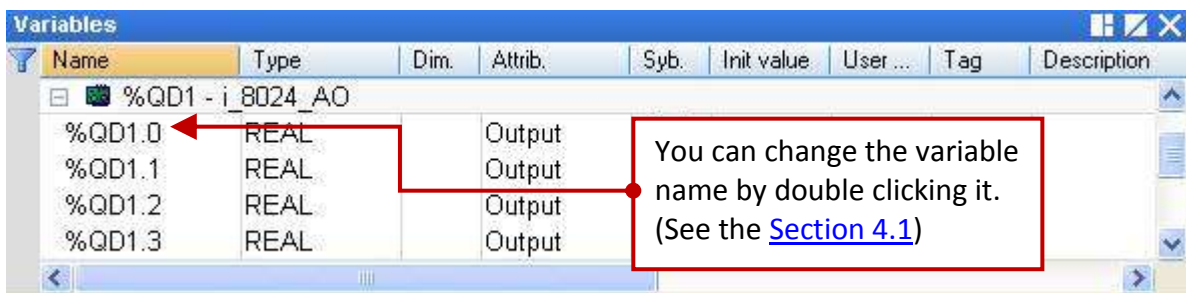 Variables
Name Type Dim. Attrib. Syb. Init value User ... Tag Description
%QD1 - i_8024_AO
%QD1.0 REAL Output
%QD1.1 REAL Output
%QD1.2 REAL Output
%QD1.3 REAL Output
You can change the variable
name by double clicking it.
(See the Section 4.1)